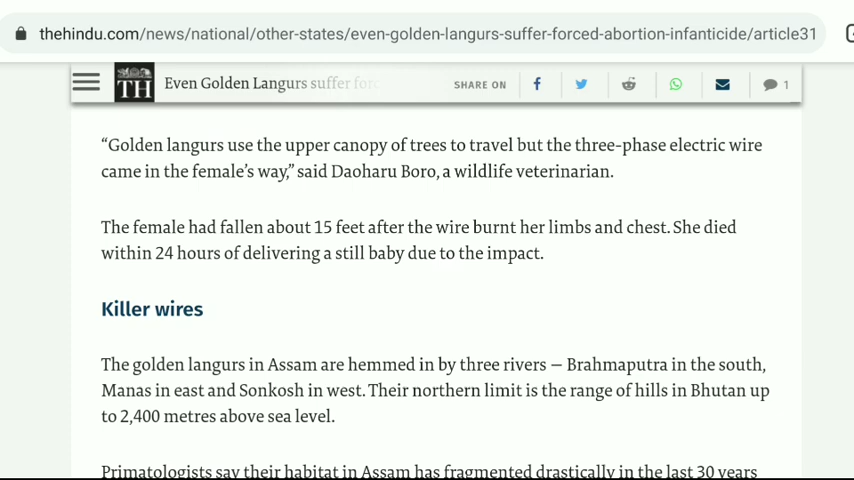 thehindu.com/news/national/other-states/even-golden-langurs-suffer-forced-abortion-infanticide/article31
TH Even Golden Langurs suffer forc SHARE ON 1
“Golden langurs use the upper canopy of trees to travel but the three-phase electric wire
came in the female’s way,” said Daoharu Boro, a wildlife veterinarian.
The female had fallen about 15 feet after the wire burnt her limbs and chest. She died
within 24 hours of delivering a still baby due to the impact.
Killer wires
The golden langurs in Assam are hemmed in by three rivers — Brahmaputra in the south,
Manas in east and Sonkosh in west. Their northern limit is the range of hills in Bhutan up
to 2,400 metres above sea level.
Primatologists say their habitat in Assam has fragmented drastically in the last 30 years